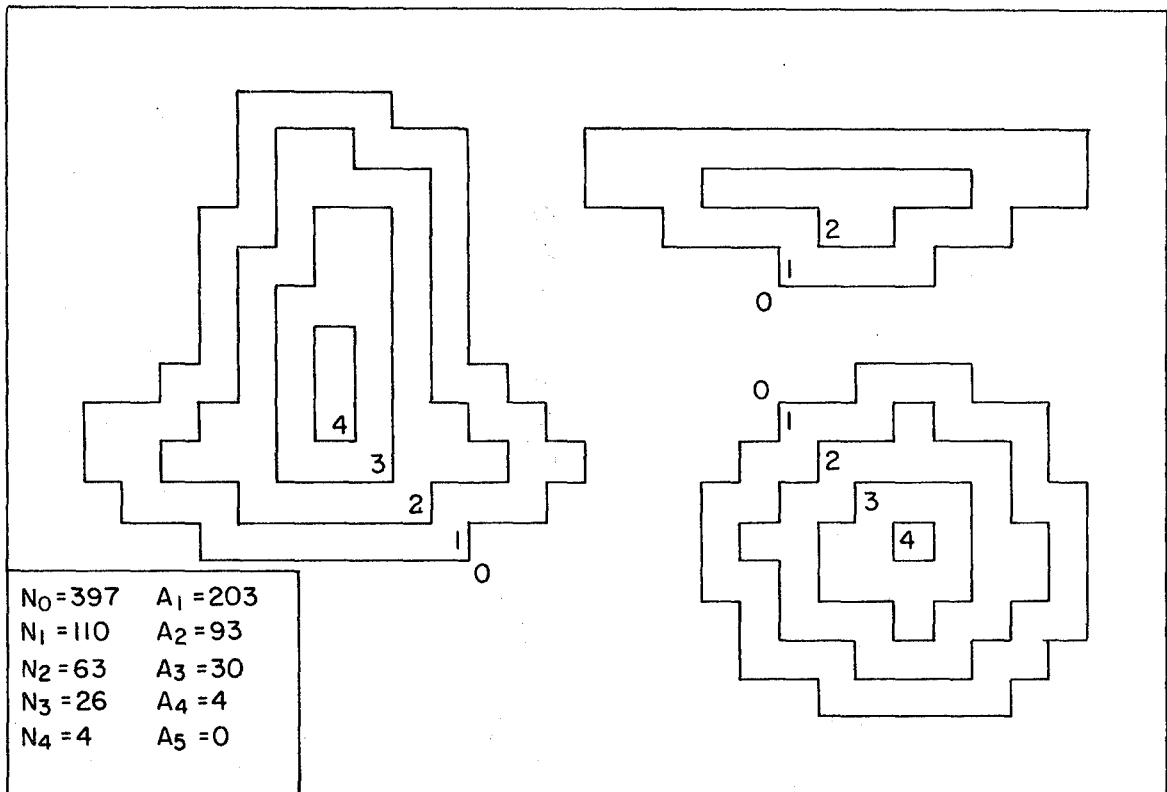 2
1
0
0
1
2
3
4
4
3
2
1
0
N0 = 397 A1 = 203
N1 = 110 A2 = 93
N2 = 63 A3 = 30
N3 = 26 A4 = 4
N4 = 4 A5 = 0